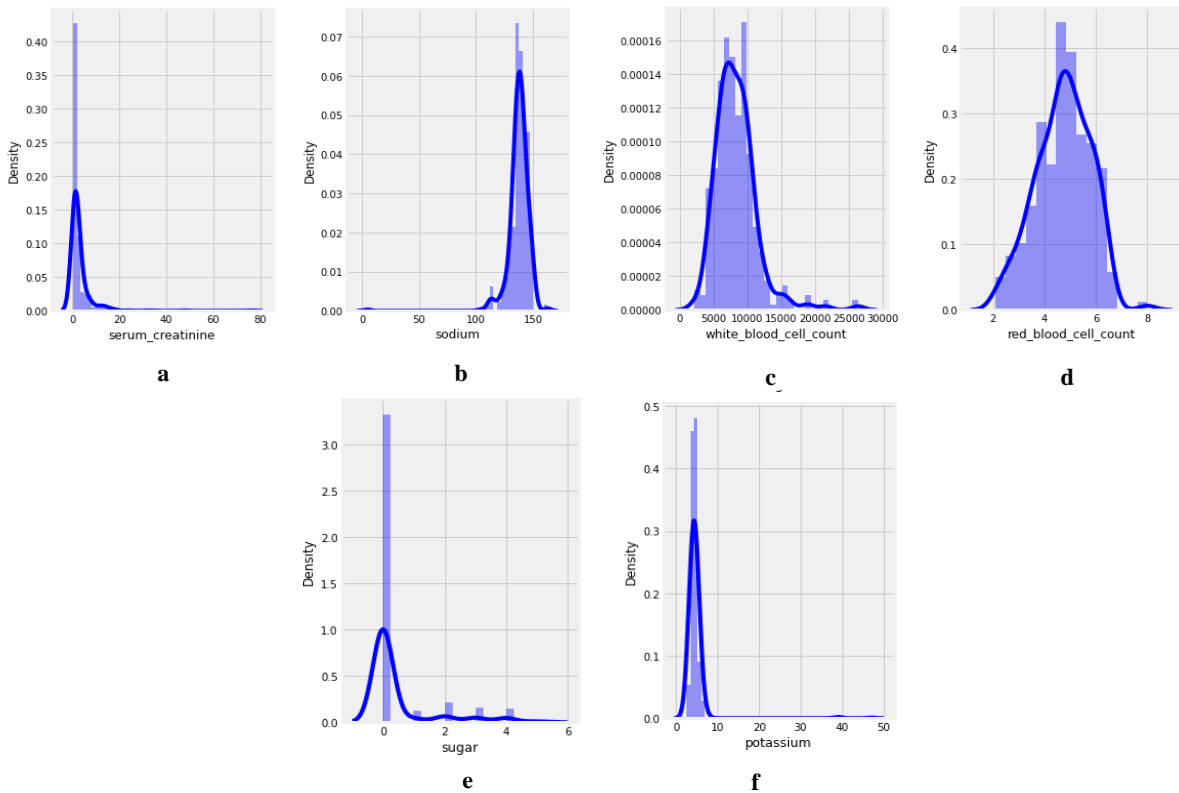 Density
0.40
0.35
0.30
0.25
0.20
0.15
0.10
0.05
0.00
0 20 40 60 80
serum_creatinine
a
Density
0.07
0.06
0.05
0.04
0.03
0.02
0.01
0.00
0 50 100 150
sodium
b
Density
0.00016
0.00014
0.00012
0.00010
0.00008
0.00006
0.00004
0.00002
0.00000
0 5000 10000 15000 20000 25000 30000
white_blood_cell_count
c
Density
0.4
0.3
0.2
0.1
0.0
2 4 6 8
red_blood_cell_count
d
Density
3.0
2.5
2.0
1.5
1.0
0.5
0.0
0 2 4 6
sugar
e
Density
0.5
0.4
0.3
0.2
0.1
0.0
0 10 20 30 40 50
potassium
f